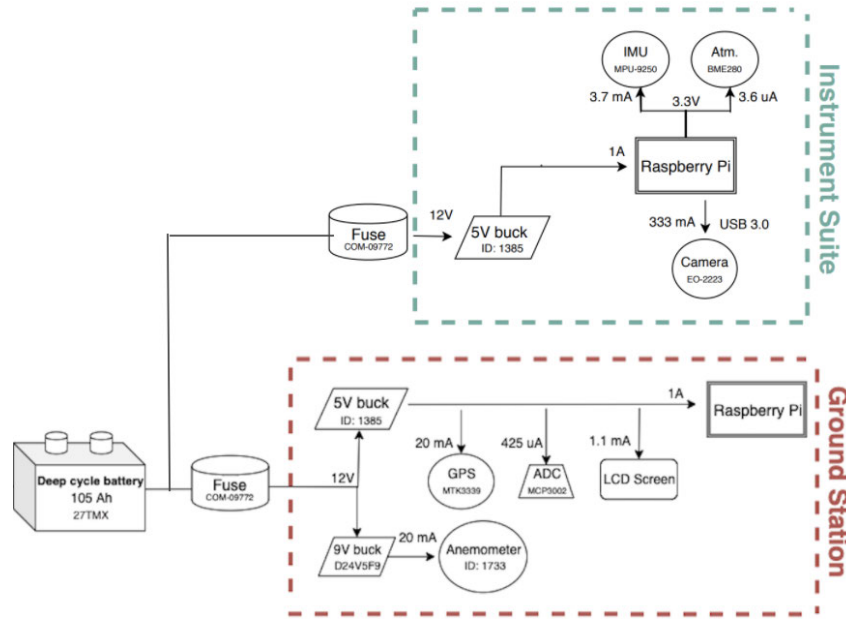 IMU
MPU-9250
Atm.
BME280
3.7 mA
3.3V
3.6 uA
1A
Raspberry Pi
12V
Fuse
COM-09772
5V buck
ID: 1385
333 mA
USB 3.0
Camera
EO-2223
Instrument Suite
5V buck
ID: 1385
1A
Raspberry Pi
20 mA
425 uA
1.1 mA
GPS
MTK3339
ADC
MCP3002
LCD Screen
Deep cycle battery
105 Ah
27TMX
Fuse
COM-09772
12V
9V buck
D24V5F9
20 mA
Anemometer
ID: 1733
Ground Station